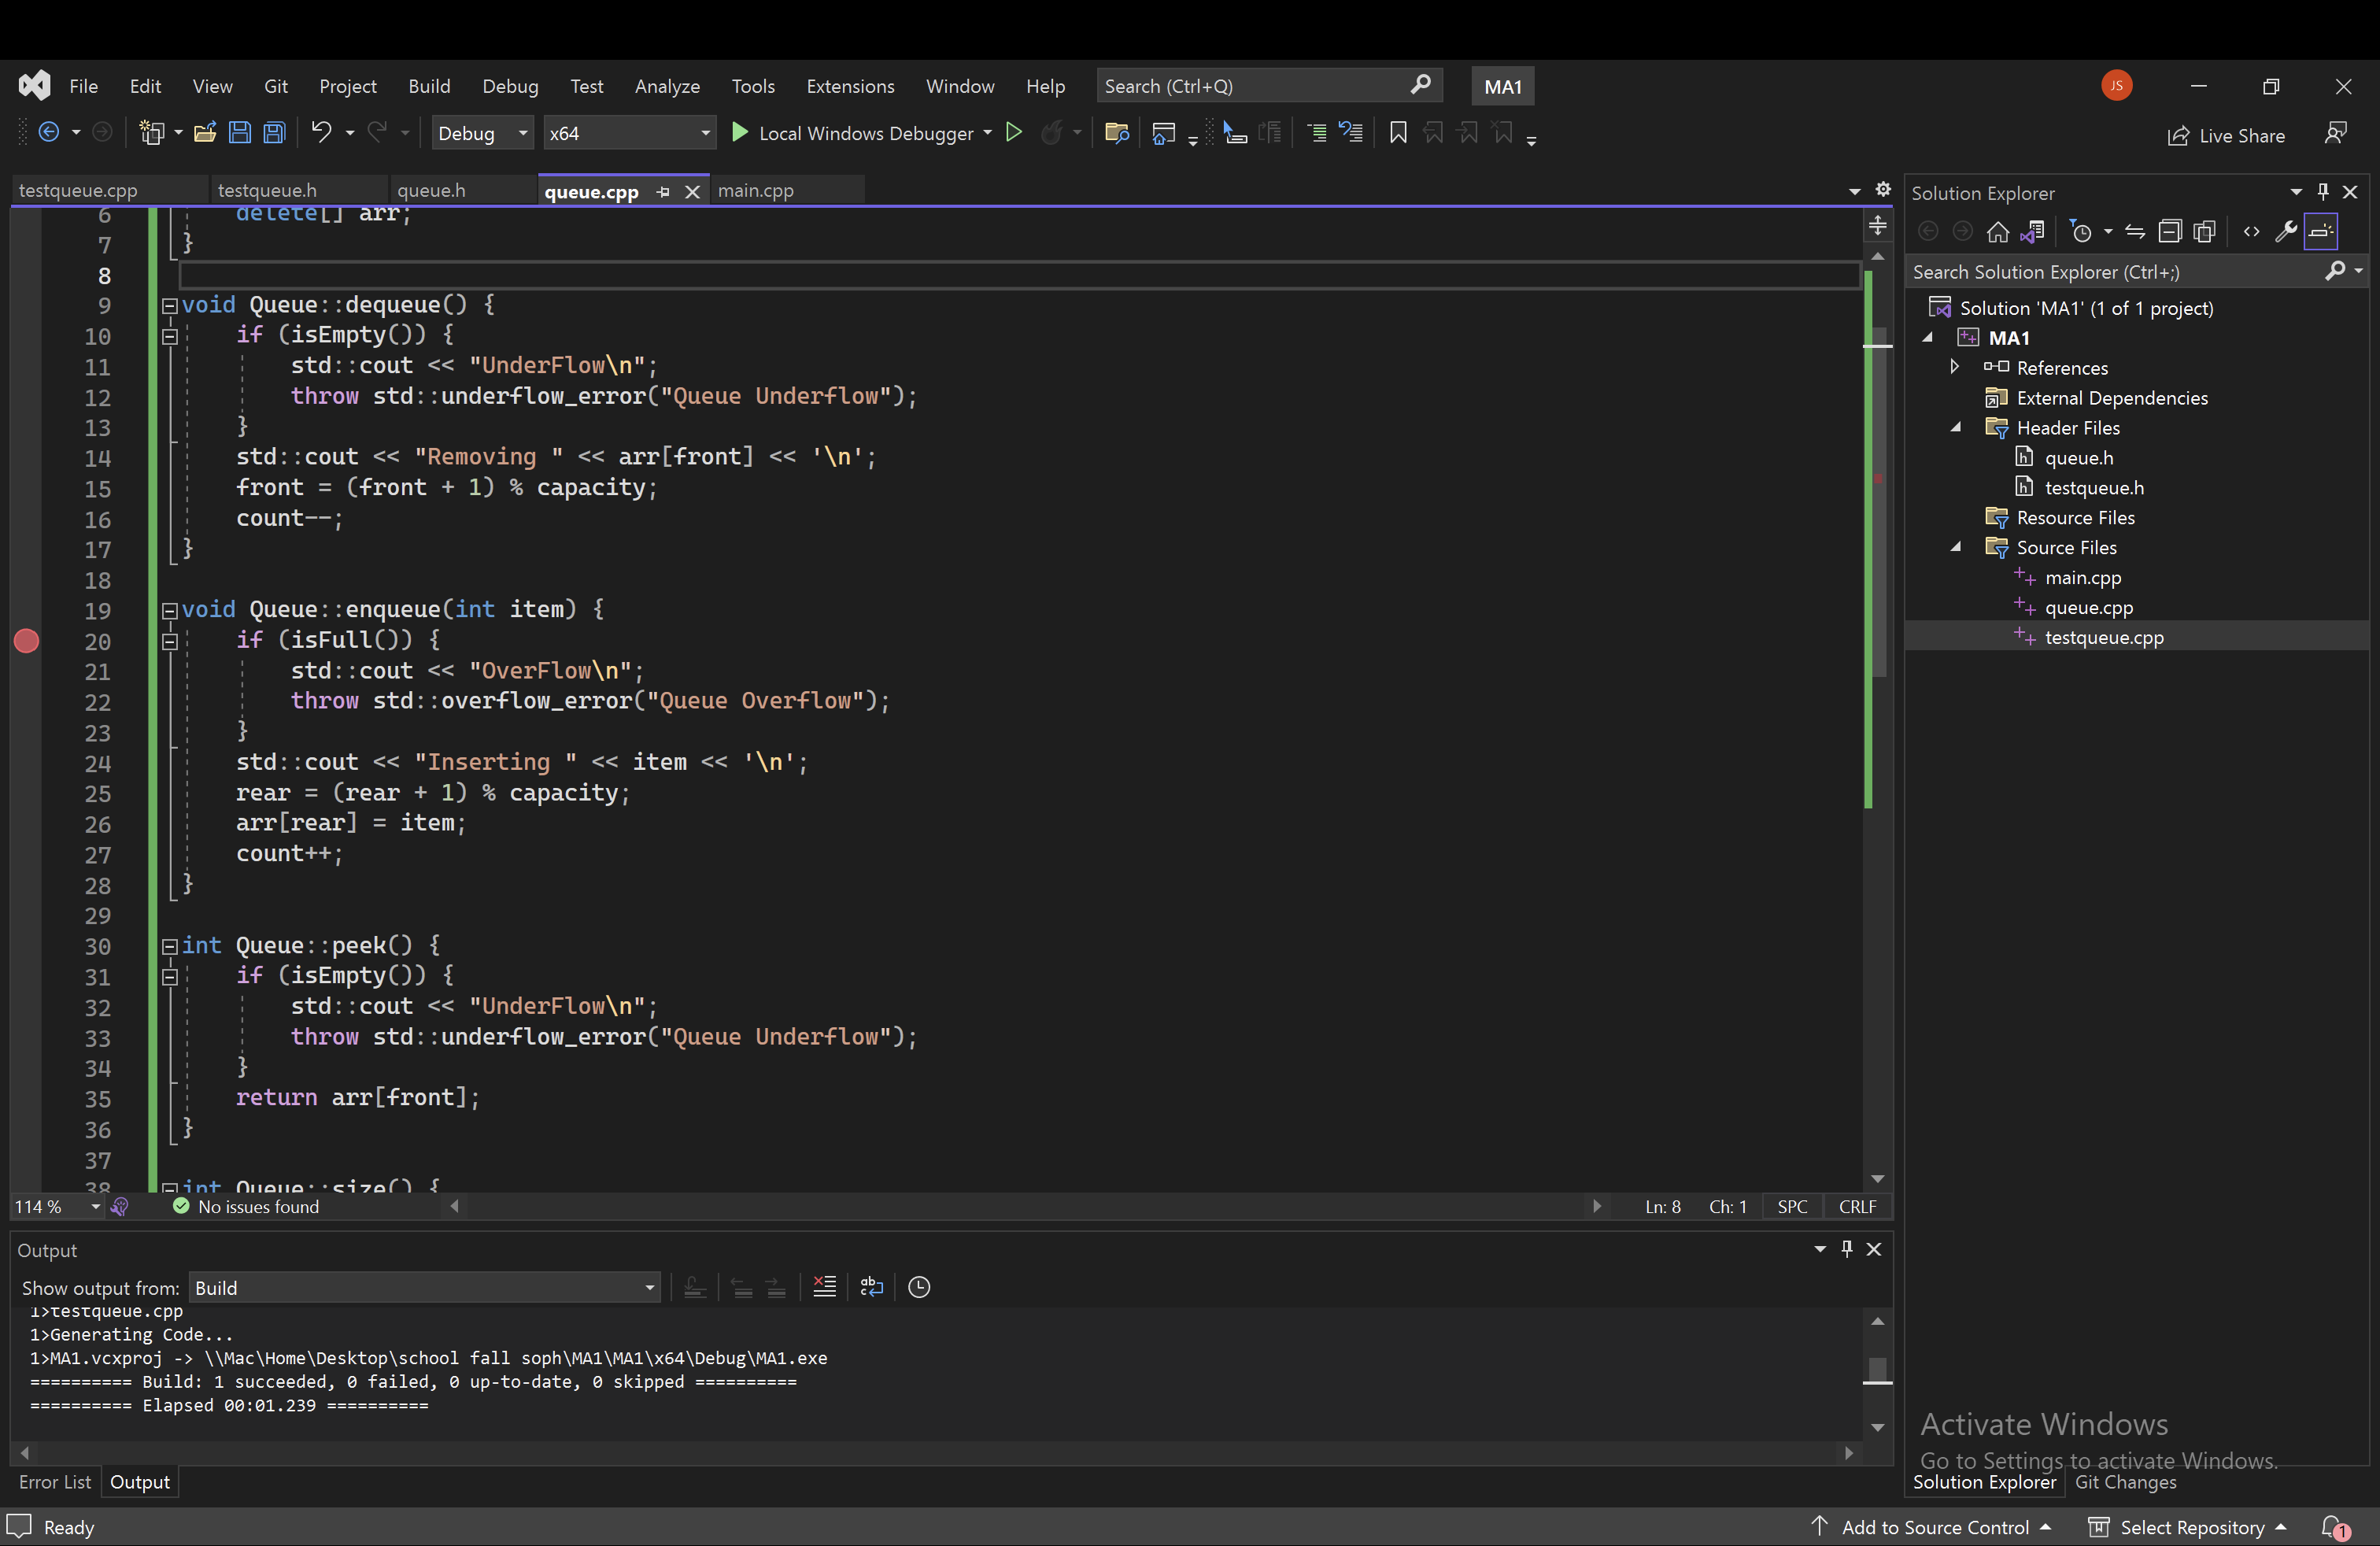 File Edit View Git Project Build Debug Test Analyze Tools Extensions Window Help Search (Ctrl+Q) MA1 JS
Debug x64 Local Windows Debugger Live Share
testqueue.cpp testqueue.h queue.h queue.cpp main.cpp
6 delete[] arr;
7 }
8
9 void Queue::dequeue() {
10 if (isEmpty()) {
11 std::cout << "UnderFlow\n";
12 throw std::underflow_error("Queue Underflow");
13 }
14 std::cout << "Removing " << arr[front] << '\n';
15 front = (front + 1) % capacity;
16 count--;
17 }
18
19 void Queue::enqueue(int item) {
20 if (isFull()) {
21 std::cout << "OverFlow\n";
22 throw std::overflow_error("Queue Overflow");
23 }
24 std::cout << "Inserting " << item << '\n';
25 rear = (rear + 1) % capacity;
26 arr[rear] = item;
27 count++;
28 }
29
30 int Queue::peek() {
31 if (isEmpty()) {
32 std::cout << "UnderFlow\n";
33 throw std::underflow_error("Queue Underflow");
34 }
35 return arr[front];
36 }
37
38 int Queue::size() {
114 % No issues found Ln: 8 Ch: 1 SPC CRLF
Output
Show output from: Build
1>testqueue.cpp
1>Generating Code...
1>MA1.vcxproj -> \\Mac\Home\Desktop\school fall soph\MA1\MA1\x64\Debug\MA1.exe
========== Build: 1 succeeded, 0 failed, 0 up-to-date, 0 skipped ==========
========== Elapsed 00:01.239 ==========
Error List Output
Solution Explorer
Search Solution Explorer (Ctrl+;)
Solution 'MA1' (1 of 1 project)
MA1
References
External Dependencies
Header Files
queue.h
testqueue.h
Resource Files
Source Files
main.cpp
queue.cpp
testqueue.cpp
Activate Windows
Go to Settings to activate Windows.
Solution Explorer Git Changes
Ready Add to Source Control Select Repository 1